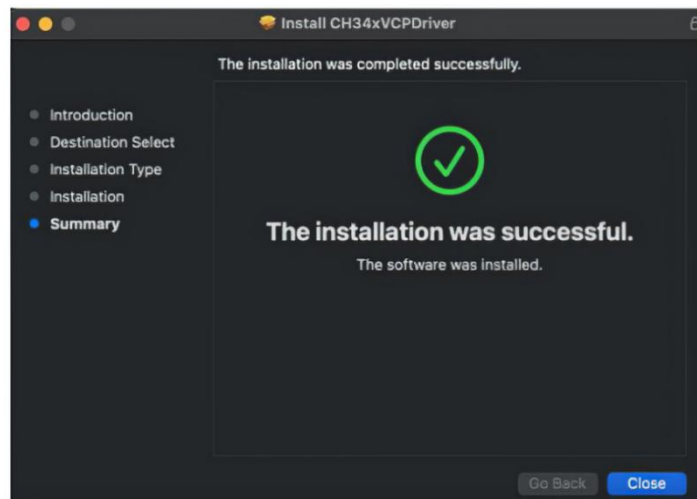 Install CH34xVCPDriver
The installation was completed successfully.
Introduction
Destination Select
Installation Type
Installation
Summary
The installation was successful.
The software was installed.
Go Back
Close